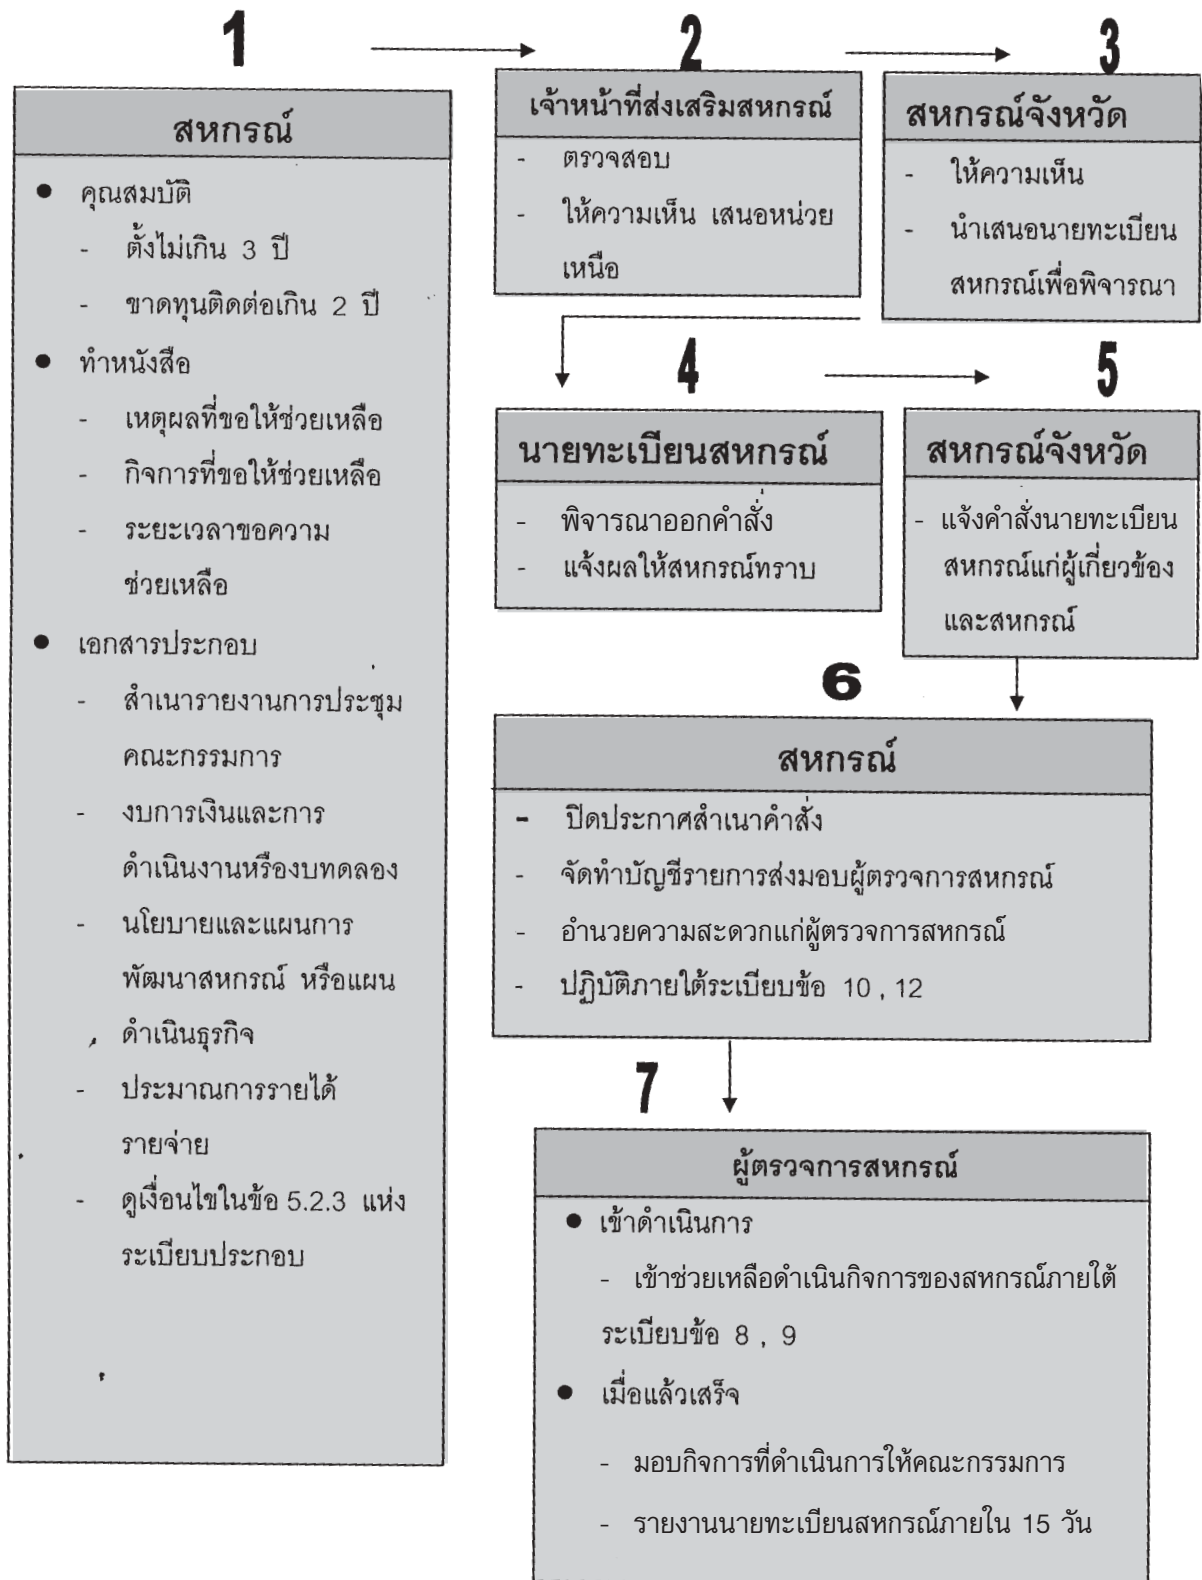 1
สหกรณ์
● คุณสมบัติ
- ตั้งไม่เกิน 3 ปี
- ขาดทุนติดต่อเกิน 2 ปี
● ทำหนังสือ
- เหตุผลที่ขอให้ช่วยเหลือ
- กิจการที่ขอให้ช่วยเหลือ
- ระยะเวลาขอความ
ช่วยเหลือ
● เอกสารประกอบ
- สำเนารายงานการประชุม
คณะกรรมการ
- งบการเงินและการ
ดำเนินงานหรืองบทดลอง
- นโยบายและแผนการ
พัฒนาสหกรณ์ หรือแผน
ดำเนินธุรกิจ
- ประมาณการรายได้
รายจ่าย
- ดูเงื่อนไขในข้อ 5.2.3 แห่ง
ระเบียบประกอบ
2
เจ้าหน้าที่ส่งเสริมสหกรณ์
- ตรวจสอบ
- ให้ความเห็น เสนอหน่วย
เหนือ
3
สหกรณ์จังหวัด
- ให้ความเห็น
- นำเสนอนายทะเบียน
สหกรณ์เพื่อพิจารณา
4
นายทะเบียนสหกรณ์
- พิจารณาออกคำสั่ง
- แจ้งผลให้สหกรณ์ทราบ
5
สหกรณ์จังหวัด
- แจ้งคำสั่งนายทะเบียน
สหกรณ์แก่ผู้เกี่ยวข้อง
และสหกรณ์
6
สหกรณ์
- ปิดประกาศสำเนาคำสั่ง
- จัดทำบัญชีรายการส่งมอบผู้ตรวจการสหกรณ์
- อำนวยความสะดวกแก่ผู้ตรวจการสหกรณ์
- ปฏิบัติภายใต้ระเบียบข้อ 10 , 12
7
ผู้ตรวจการสหกรณ์
● เข้าดำเนินการ
- เข้าช่วยเหลือดำเนินกิจการของสหกรณ์ภายใต้
ระเบียบข้อ 8 , 9
● เมื่อแล้วเสร็จ
- มอบกิจการที่ดำเนินการให้คณะกรรมการ
- รายงานนายทะเบียนสหกรณ์ภายใน 15 วัน